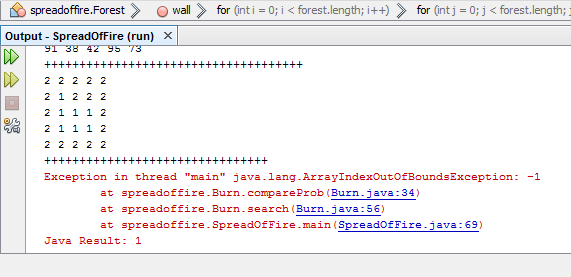 spreadoffire.Forest > wall > for (int i = 0; i < forest.length; i++) > for (int j = 0; j < forest.length;
Output - SpreadOfFire (run) ×
91 38 42 95 73
+++++++++++++++++++++++++++++++++++++
2 2 2 2 2
2 1 2 2 2
2 1 1 1 2
2 1 1 1 2
2 2 2 2 2
++++++++++++++++++++++++++++++++
Exception in thread "main" java.lang.ArrayIndexOutOfBoundsException: -1
at spreadoffire.Burn.compareProb(Burn.java:34)
at spreadoffire.Burn.search(Burn.java:56)
at spreadoffire.SpreadOfFire.main(SpreadOfFire.java:69)
Java Result: 1